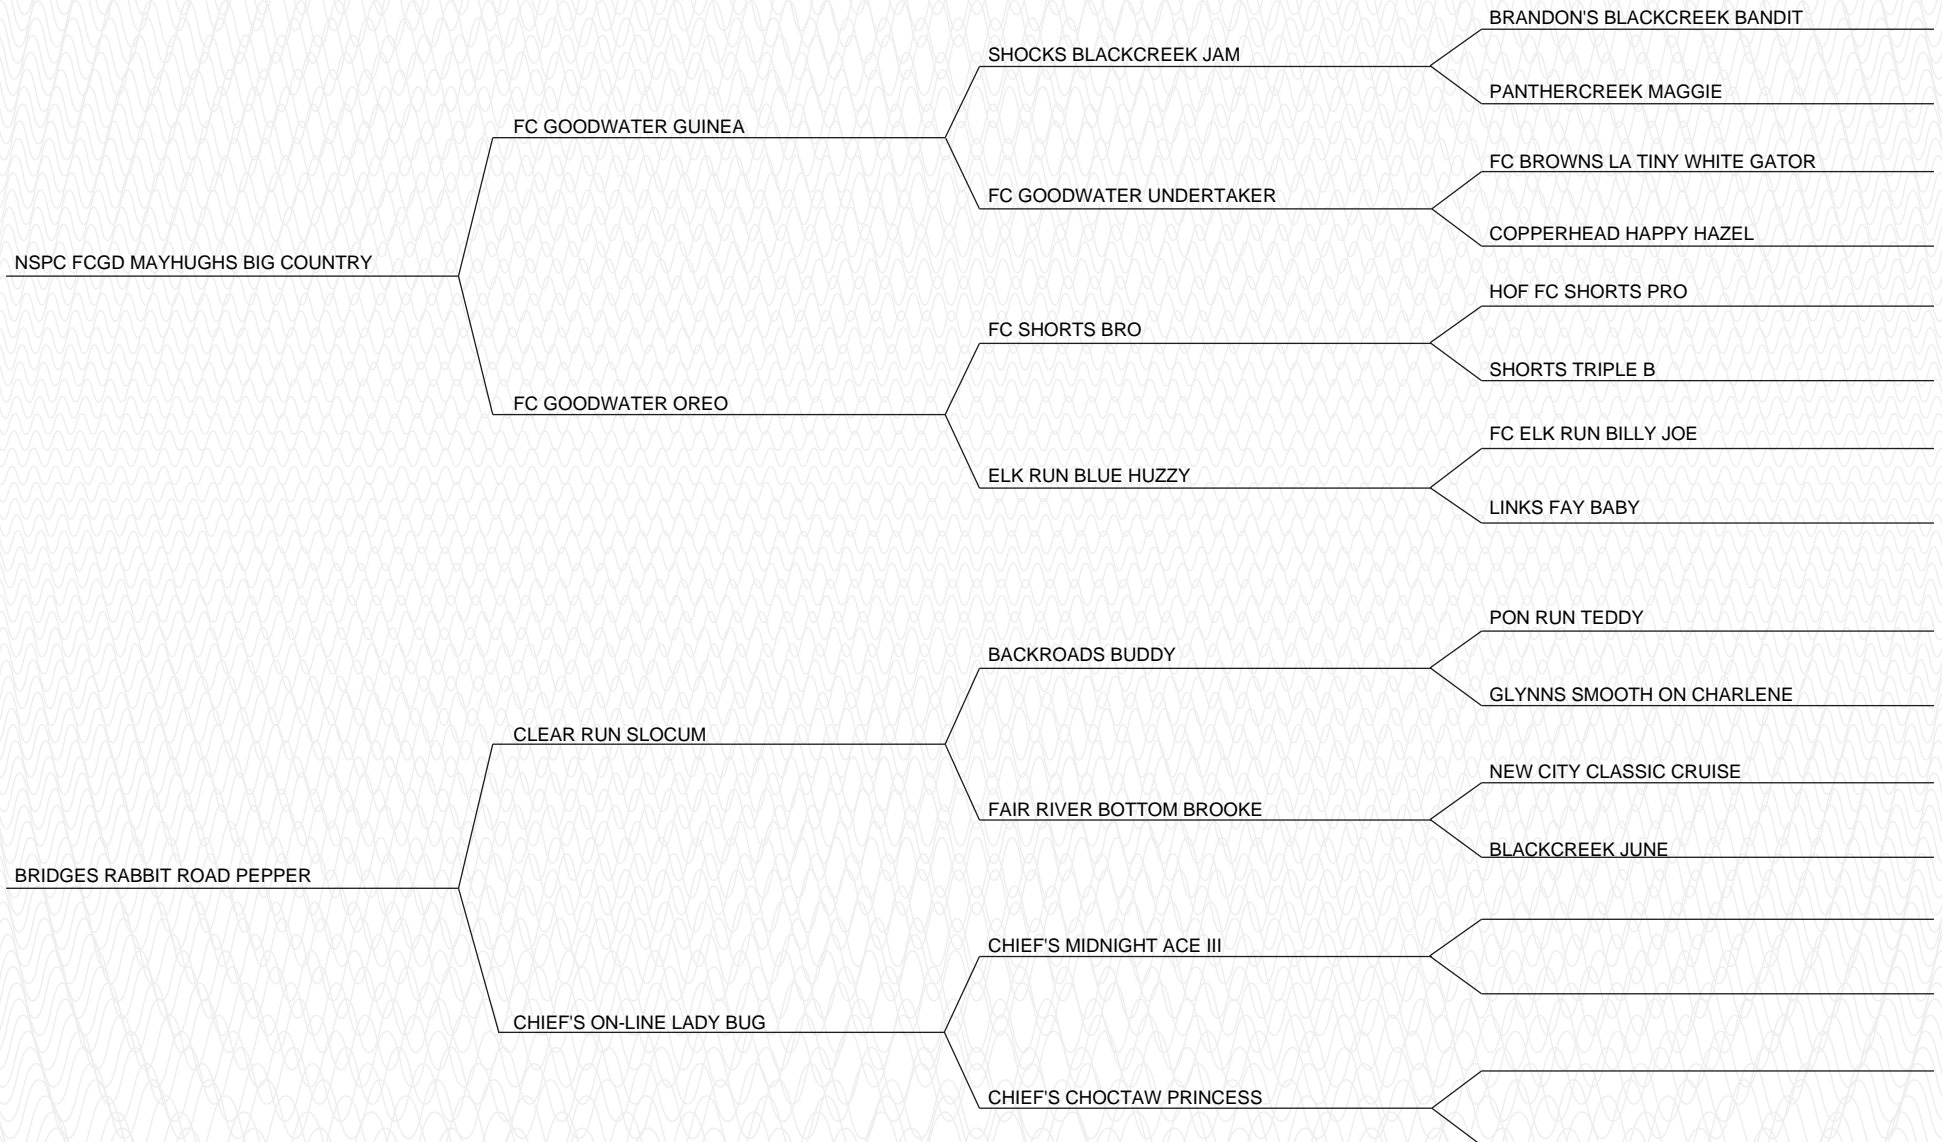 BRANDON'S BLACKCREEK BANDIT
SHOCKS BLACKCREEK JAM
PANTHERCREEK MAGGIE
FC GOODWATER GUINEA
FC BROWNS LA TINY WHITE GATOR
FC GOODWATER UNDERTAKER
COPPERHEAD HAPPY HAZEL
NSPC FCGD MAYHUGHS BIG COUNTRY
HOF FC SHORTS PRO
FC SHORTS BRO
SHORTS TRIPLE B
FC GOODWATER OREO
FC ELK RUN BILLY JOE
ELK RUN BLUE HUZZY
LINKS FAY BABY
PON RUN TEDDY
BACKROADS BUDDY
GLYNNS SMOOTH ON CHARLENE
CLEAR RUN SLOCUM
NEW CITY CLASSIC CRUISE
FAIR RIVER BOTTOM BROOKE
BLACKCREEK JUNE
BRIDGES RABBIT ROAD PEPPER
CHIEF'S MIDNIGHT ACE III
CHIEF'S ON-LINE LADY BUG
CHIEF'S CHOCTAW PRINCESS